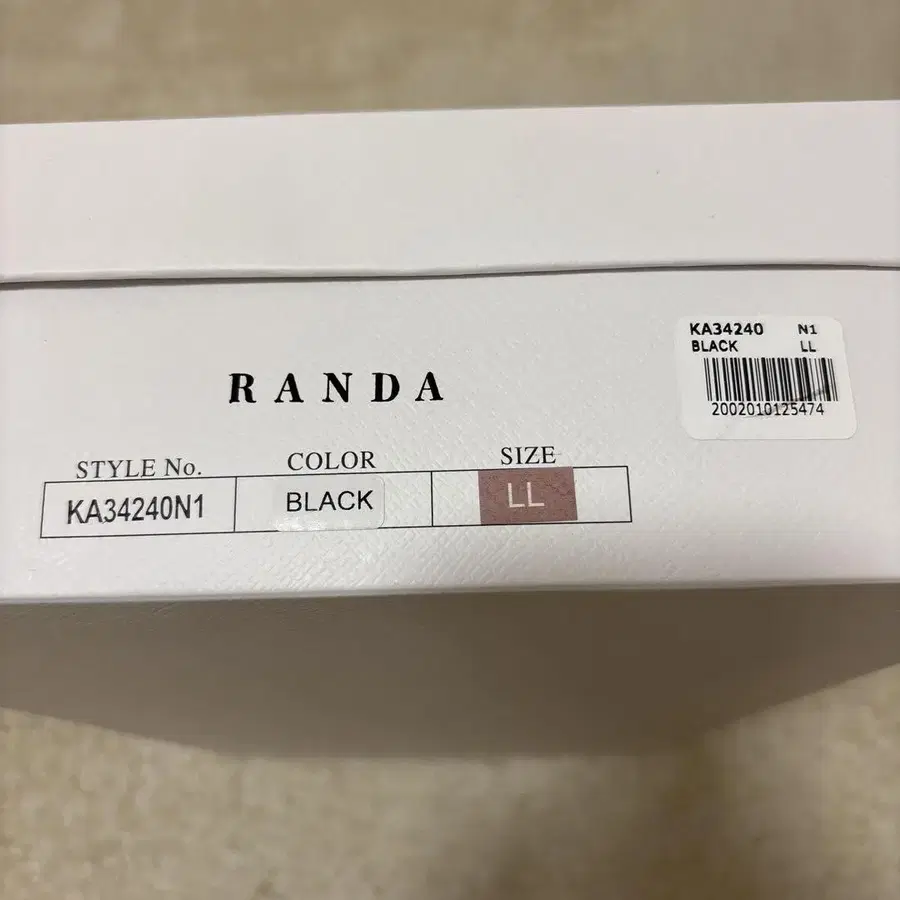 RANDA
STYLE No. COLOR SIZE
KA34240N1 BLACK LL
KA34240 N1
BLACK LL
2002010125474